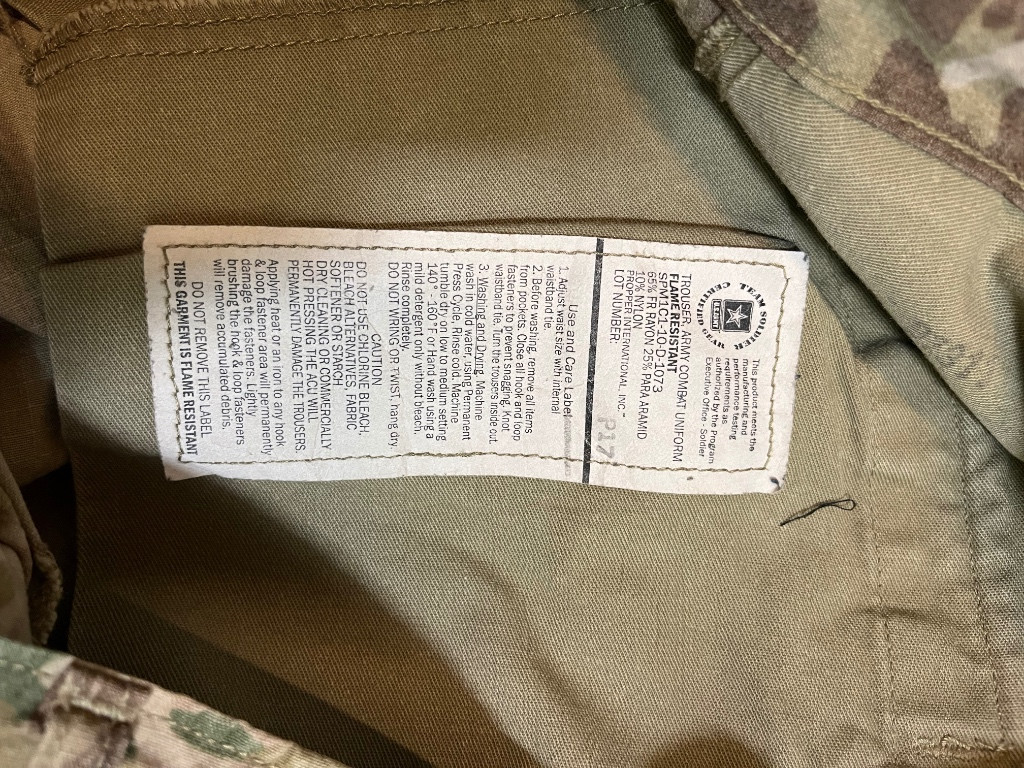 TEAM SOLDIER
CERTIFIED GEAR
U.S. ARMY
This product meets the
manufacturing and
performance testing
requirements as
authorized by the Program
Executive Office - Soldier
TROUSER, ARMY COMBAT UNIFORM
FLAME RESISTANT
SPM1C1-10-D-1073
65% FR RAYON 25% PARA ARAMID
10% NYLON
PROPPER INTERNATIONAL, INC.
LOT NUMBER:
P17
Use and Care Label
1. Adjust waist size with internal
waistband tie.
2. Before washing, remove all items
from pockets. Close all hook and loop
fasteners to prevent snagging. Knot
waistband tie. Turn the trousers inside out.
3. Washing and Drying: Machine
wash in cold water, using Permanent
Press Cycle. Rinse cold. Machine
tumble dry on low to medium setting
140° - 160°F or Hand wash using a
mild detergent only without bleach.
Rinse completely.
DO NOT WRING OR TWIST, hang dry.
CAUTION
DO NOT USE CHLORINE BLEACH,
BLEACH ALTERNATIVES, FABRIC
SOFTENER OR STARCH.
DRY CLEANING OR COMMERCIALLY
HOT PRESSING THE ACU WILL
PERMANENTLY DAMAGE THE TROUSERS.
Applying heat or an iron to any hook
& loop fastener area will permanently
damage the fasteners. Lightly
brushing the hook & loop fasteners
will remove accumulated debris.
DO NOT REMOVE THIS LABEL
THIS GARMENT IS FLAME RESISTANT